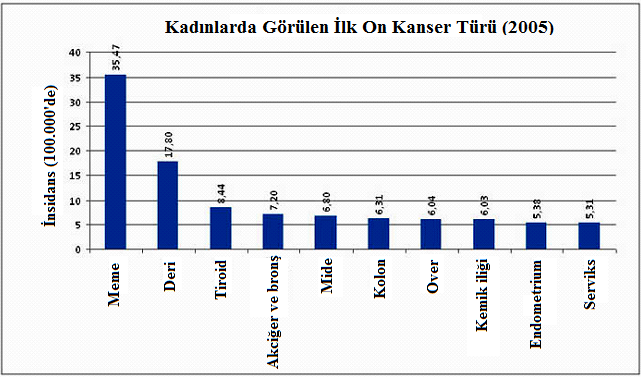 Kadınlarda Görülen İlk On Kanser Türü (2005)
İnsidans (100.000'de)
40
35
30
25
20
15
10
5
0
35,47
17,80
8,44
7,20
6,80
6,31
6,04
6,03
5,38
5,31
Meme
Deri
Tiroid
Akciğer ve bronş
Mide
Kolon
Over
Kemik iliği
Endometrium
Serviks